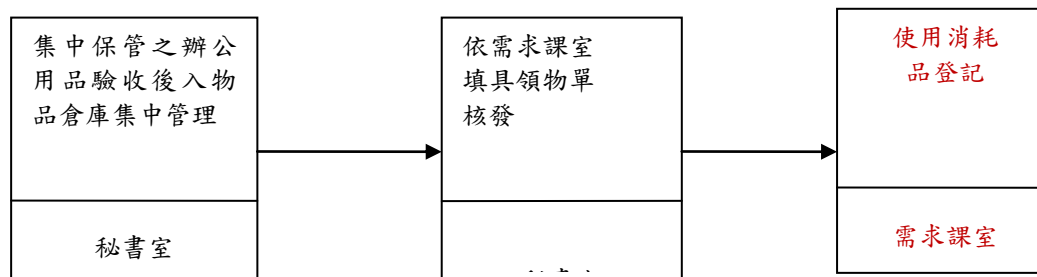 集中保管之辦公
用品驗收後入物
品倉庫集中管理
秘書室
依需求課室
填具領物單
核發
使用消耗
品登記
需求課室